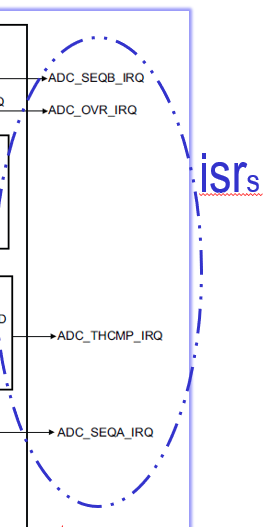 ADC_SEQB_IRQ
Q
ADC_OVR_IRQ
isrs
D
ADC_THCMP_IRQ
ADC_SEQA_IRQ